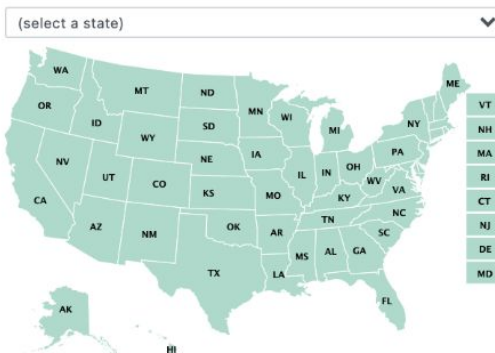 (select a state)
WA
ME
MT
ND
VT
OR
MN
ID
WI
NY
NH
SD
MI
WY
MA
PA
IA
NE
NV
OH
RI
IL
IN
UT
WV
CO
VA
CT
KS
MO
KY
CA
NC
NJ
TN
OK
AZ
SC
NM
AR
DE
MS
AL
GA
MD
TX
LA
FL
AK
HI